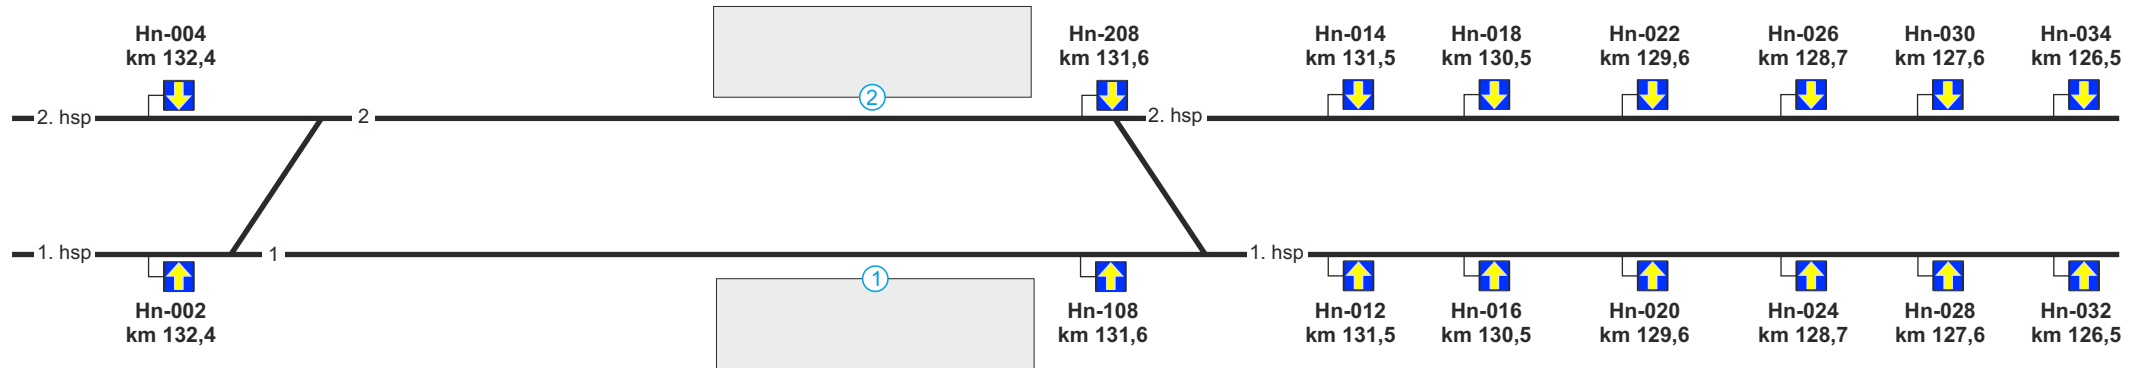 Hn-004
km 132,4
Hn-208
km 131,6
Hn-014
km 131,5
Hn-018
km 130,5
Hn-022
km 129,6
Hn-026
km 128,7
Hn-030
km 127,6
Hn-034
km 126,5
2
2. hsp
2
2. hsp
1. hsp
1
1. hsp
1
Hn-002
km 132,4
Hn-108
km 131,6
Hn-012
km 131,5
Hn-016
km 130,5
Hn-020
km 129,6
Hn-024
km 128,7
Hn-028
km 127,6
Hn-032
km 126,5